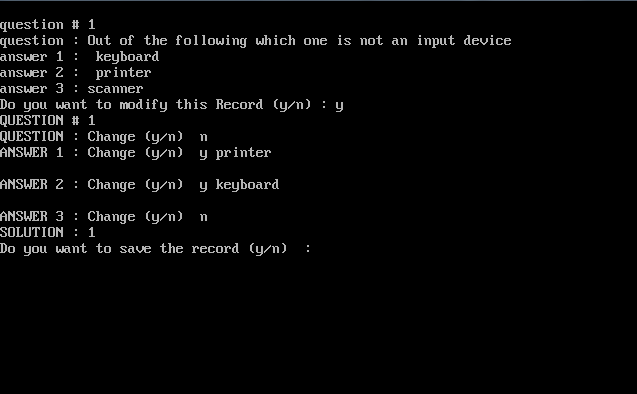 question # 1
question : Out of the following which one is not an input device
answer 1 :  keyboard
answer 2 :  printer
answer 3 : scanner
Do you want to modify this Record (y/n) : y
QUESTION # 1
QUESTION : Change (y/n)  n
ANSWER 1 : Change (y/n)  y printer
ANSWER 2 : Change (y/n)  y keyboard
ANSWER 3 : Change (y/n)  n
SOLUTION : 1
Do you want to save the record (y/n)  :